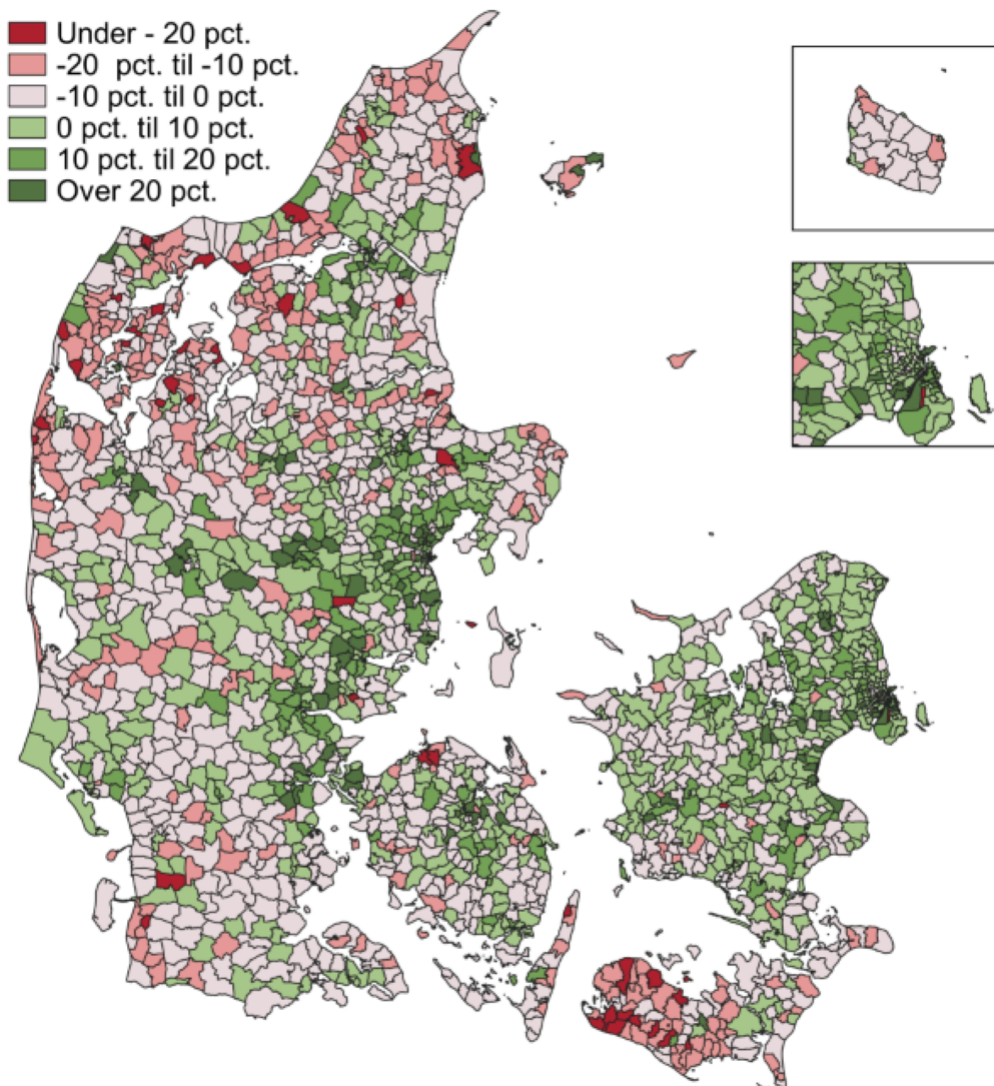 Under - 20 pct.
-20 pct. til -10 pct.
-10 pct. til 0 pct.
0 pct. til 10 pct.
10 pct. til 20 pct.
Over 20 pct.